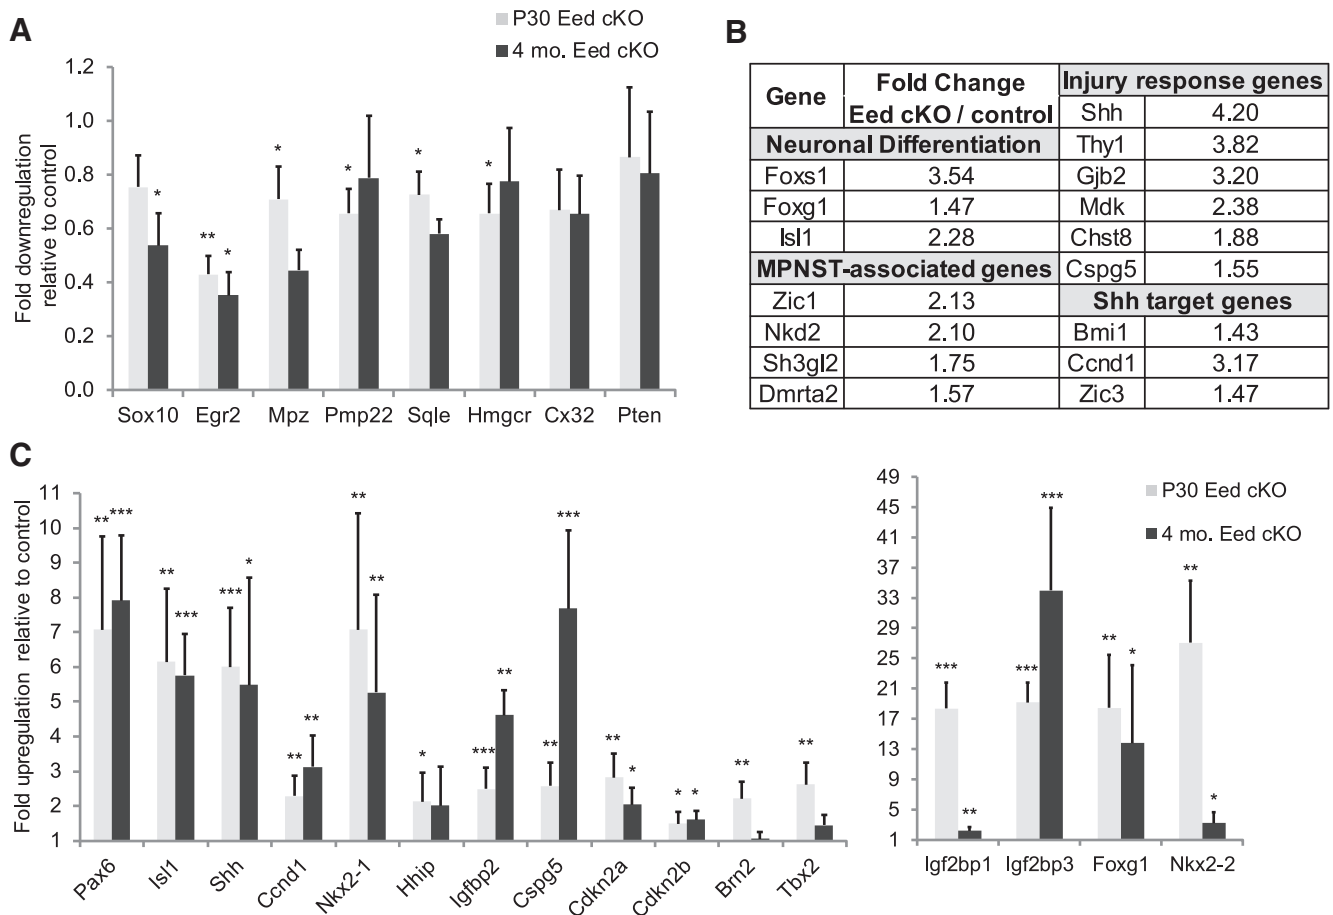 A
P30 Eed cKO
4 mo. Eed cKO
Fold downregulation
relative to control
1.2
1.0
0.8
0.6
0.4
0.2
0.0
*
**
*
*
*
*
*
Sox10 Egr2 Mpz Pmp22 Sqle Hmgcr Cx32 Pten
B
Gene Fold Change Eed cKO / control
Neuronal Differentiation
Foxs1 3.54
Foxg1 1.47
Isl1 2.28
MPNST-associated genes
Zic1 2.13
Nkd2 2.10
Sh3gl2 1.75
Dmrta2 1.57
Injury response genes
Shh 4.20
Thy1 3.82
Gjb2 3.20
Mdk 2.38
Chst8 1.88
Cspg5 1.55
Shh target genes
Bmi1 1.43
Ccnd1 3.17
Zic3 1.47
C
Fold upregulation relative to control
11
10
9
8
7
6
5
4
3
2
1
** *** ** *** *** * ** ** ** ** * *** ** ** *** ** * * * ** **
Pax6 Isl1 Shh Ccnd1 Nkx2-1 Hhip Igfbp2 Cspg5 Cdkn2a Cdkn2b Brn2 Tbx2
P30 Eed cKO
4 mo. Eed cKO
49
45
41
37
33
29
25
21
17
13
9
5
1
*** ** *** *** ** * ** *
Igf2bp1 Igf2bp3 Foxg1 Nkx2-2